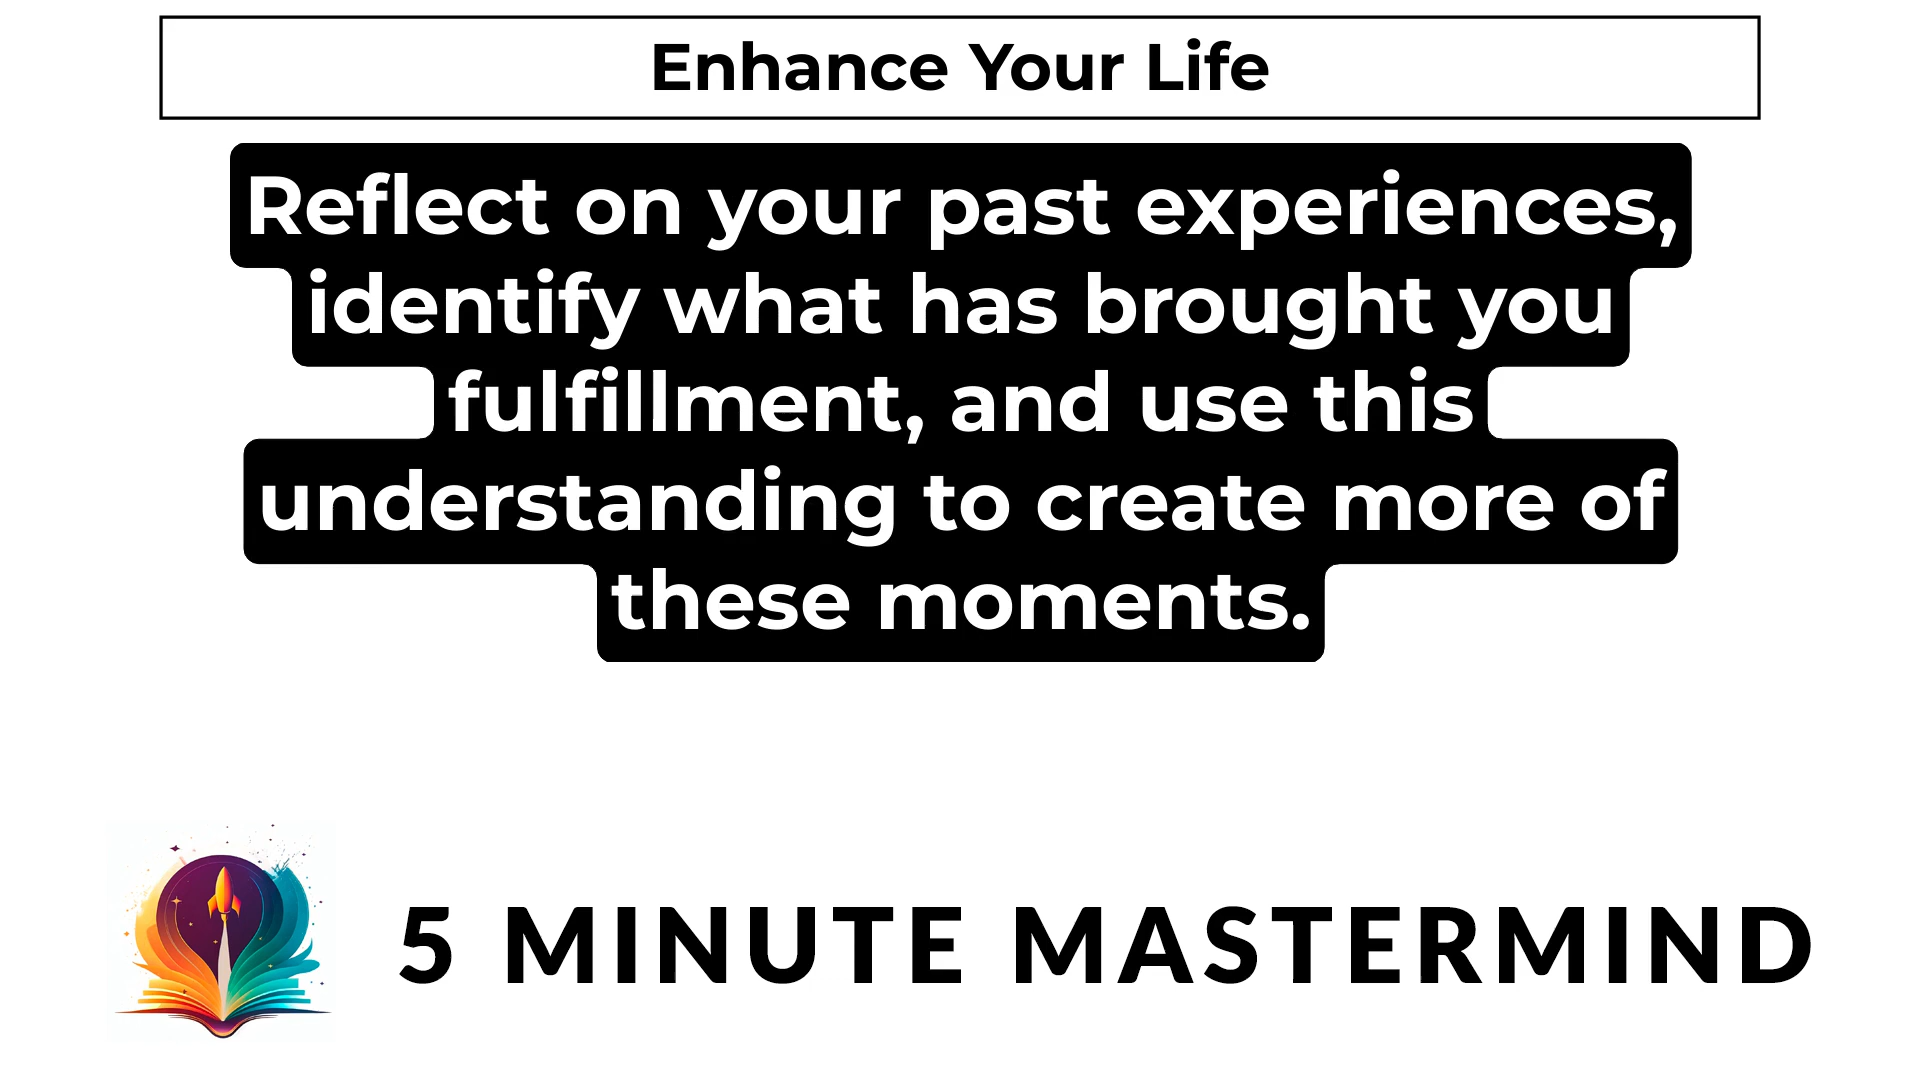 Enhance Your Life
Reflect on your past experiences,
identify what has brought you
fulfillment, and use this
understanding to create more of
these moments.
5 MINUTE MASTERMIND